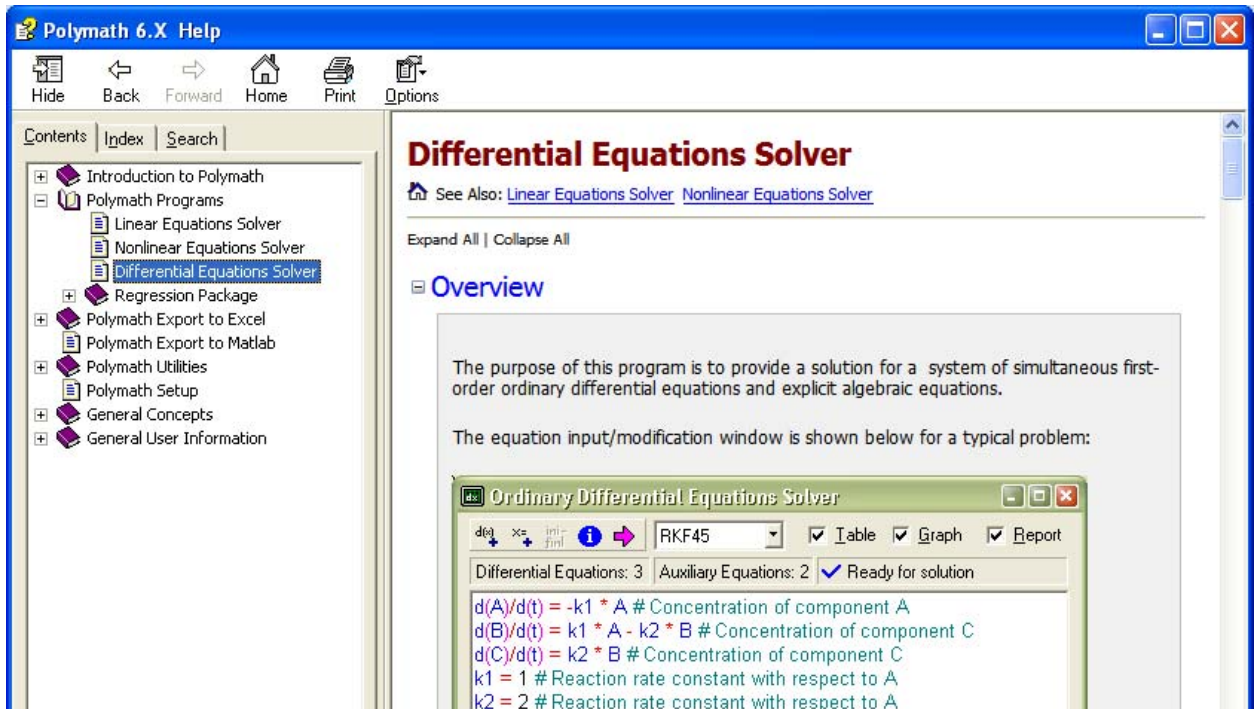 Polymath 6.X Help
Hide Back Forward Home Print Options
Contents Index Search
Introduction to Polymath
Polymath Programs
Linear Equations Solver
Nonlinear Equations Solver
Differential Equations Solver
Regression Package
Polymath Export to Excel
Polymath Export to Matlab
Polymath Utilities
Polymath Setup
General Concepts
General User Information
Differential Equations Solver
See Also: Linear Equations Solver Nonlinear Equations Solver
Expand All | Collapse All
Overview
The purpose of this program is to provide a solution for a system of simultaneous first-
order ordinary differential equations and explicit algebraic equations.
The equation input/modification window is shown below for a typical problem:
Ordinary Differential Equations Solver
d(x) x= ini- finl RKF45 Table Graph Report
Differential Equations: 3 Auxiliary Equations: 2 Ready for solution
d(A)/d(t) = -k1 * A # Concentration of component A
d(B)/d(t) = k1 * A - k2 * B # Concentration of component C
d(C)/d(t) = k2 * B # Concentration of component C
k1 = 1 # Reaction rate constant with respect to A
k2 = 2 # Reaction rate constant with respect to A